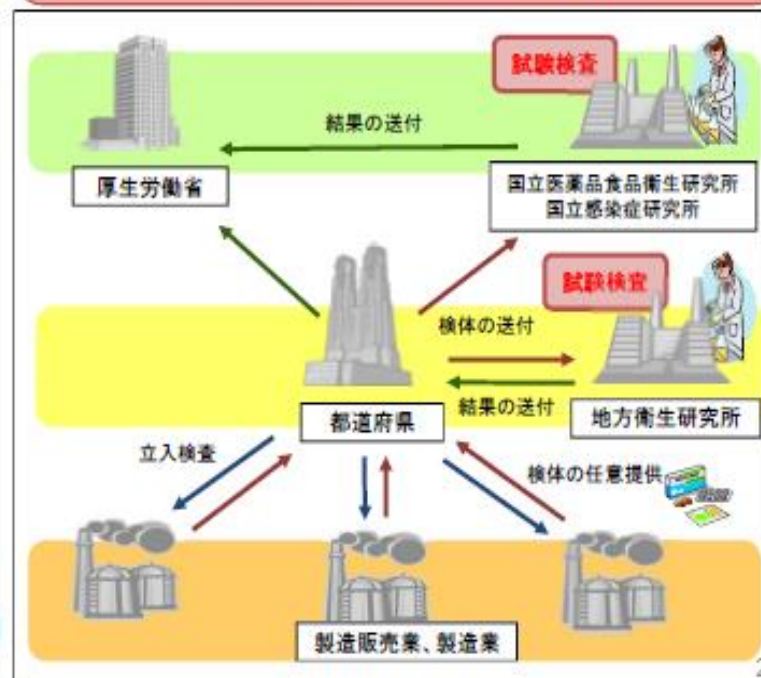 試験検査
結果の送付
厚生労働省
国立医薬品食品衛生研究所
国立感染症研究所
試験検査
検体の送付
結果の送付
都道府県
地方衛生研究所
立入検査
検体の任意提供
製造販売業、製造業
2